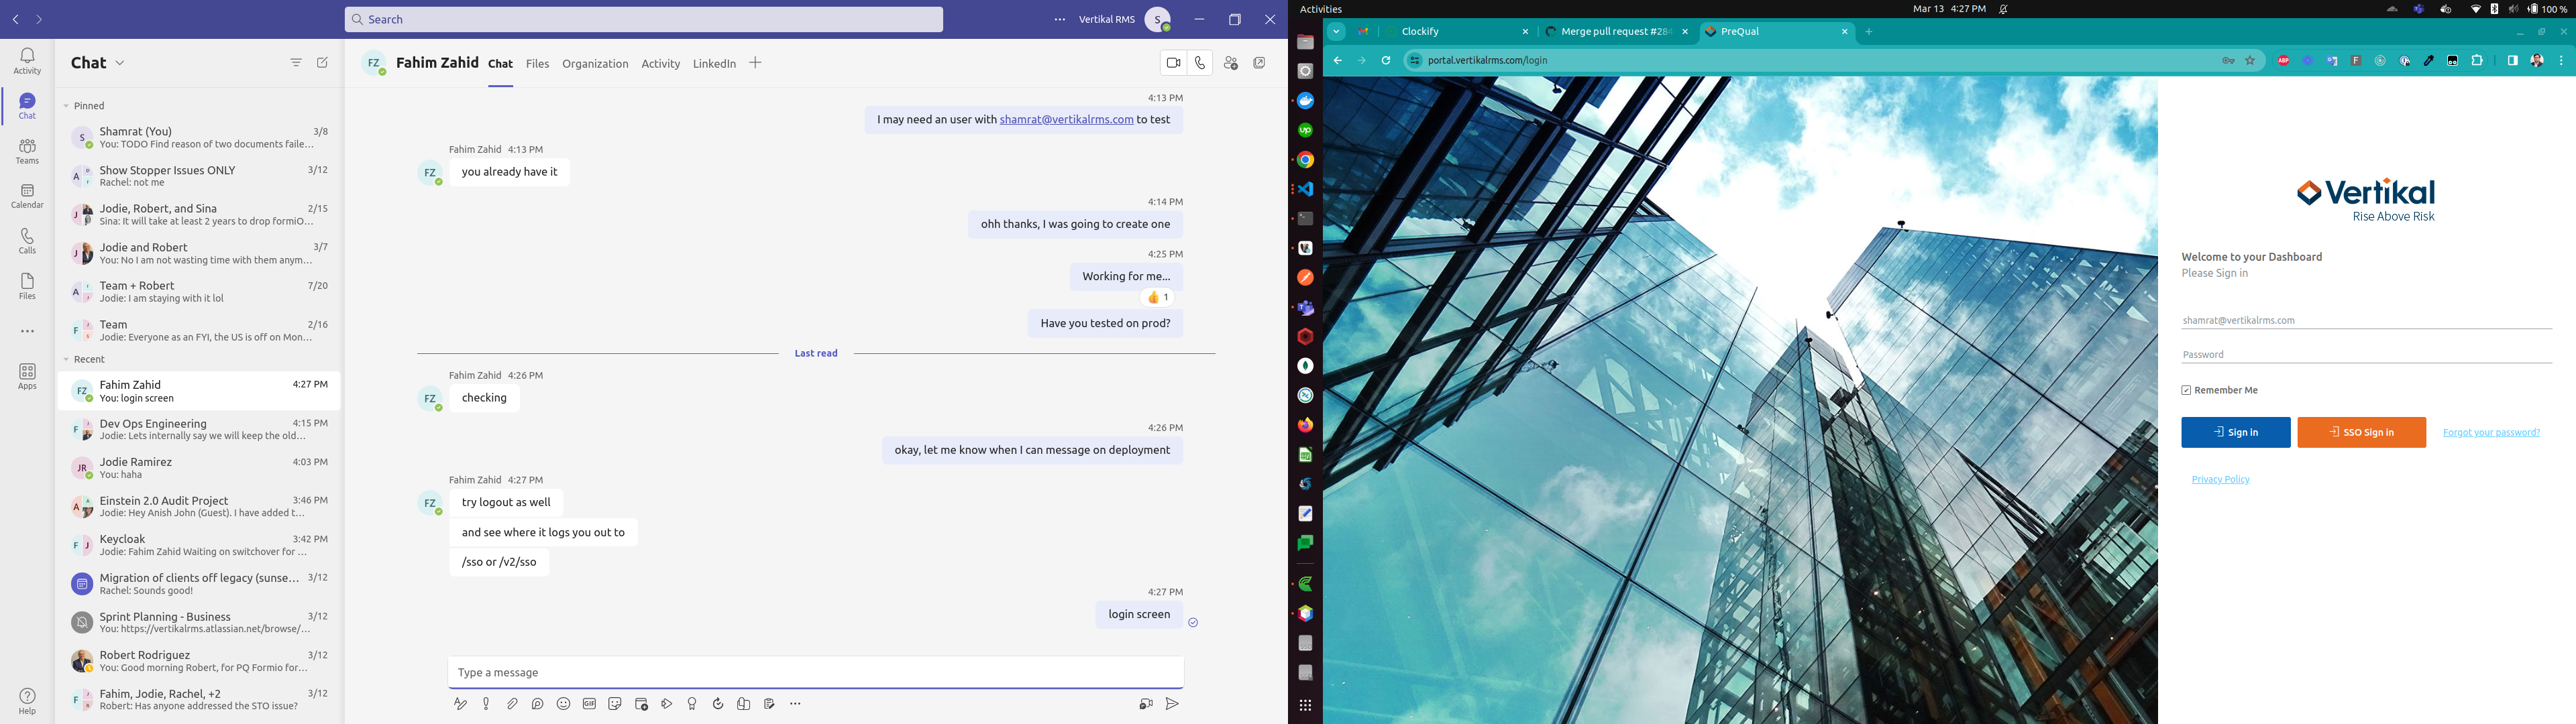 Search
Vertikal RMS
S
Activity
Chat
Teams
Calendar
Calls
Files
Apps
Help
Chat
Pinned
S
Shamrat (You)
3/8
You: TODO Find reason of two documents faile...
Show Stopper Issues ONLY
3/12
Rachel: not me
Jodie, Robert, and Sina
2/15
Sina: It will take at least 2 years to drop formiO...
Jodie and Robert
3/7
You: No I am not wasting time with them anym...
Team + Robert
7/20
Jodie: I am staying with it lol
Team
2/16
Jodie: Everyone as an FYI, the US is off on Mon...
Recent
FZ
Fahim Zahid
4:27 PM
You: login screen
Dev Ops Engineering
4:15 PM
Jodie: Lets internally say we will keep the old...
JR
Jodie Ramirez
4:03 PM
You: haha
Einstein 2.0 Audit Project
3:46 PM
Jodie: Hey Anish John (Guest). I have added t...
Keycloak
3:42 PM
Jodie: Fahim Zahid Waiting on switchover for ...
Migration of clients off legacy (sunse...
3/12
Rachel: Sounds good!
Sprint Planning - Business
3/12
You: https://vertikalrms.atlassian.net/browse/...
Robert Rodriguez
3/12
You: Good morning Robert, for PQ Formio for...
Fahim, Jodie, Rachel, +2
3/12
Robert: Has anyone addressed the STO issue?
FZ
Fahim Zahid
Chat
Files
Organization
Activity
LinkedIn
4:13 PM
I may need an user with shamrat@vertikalrms.com to test
Fahim Zahid 4:13 PM
FZ
you already have it
4:14 PM
ohh thanks, I was going to create one
4:25 PM
Working for me...
1
Have you tested on prod?
Last read
Fahim Zahid 4:26 PM
FZ
checking
4:26 PM
okay, let me know when I can message on deployment
Fahim Zahid 4:27 PM
FZ
try logout as well
and see where it logs you out to
/sso or /v2/sso
4:27 PM
login screen
Type a message
GIF
Activities
Mar 13 4:27 PM
100 %
Clockify
Merge pull request #284
PreQual
portal.vertikalrms.com/login
ABP
up
Vertikal
Rise Above Risk
Welcome to your Dashboard
Please Sign in
shamrat@vertikalrms.com
Password
Remember Me
Sign in
SSO Sign in
Forgot your password?
Privacy Policy